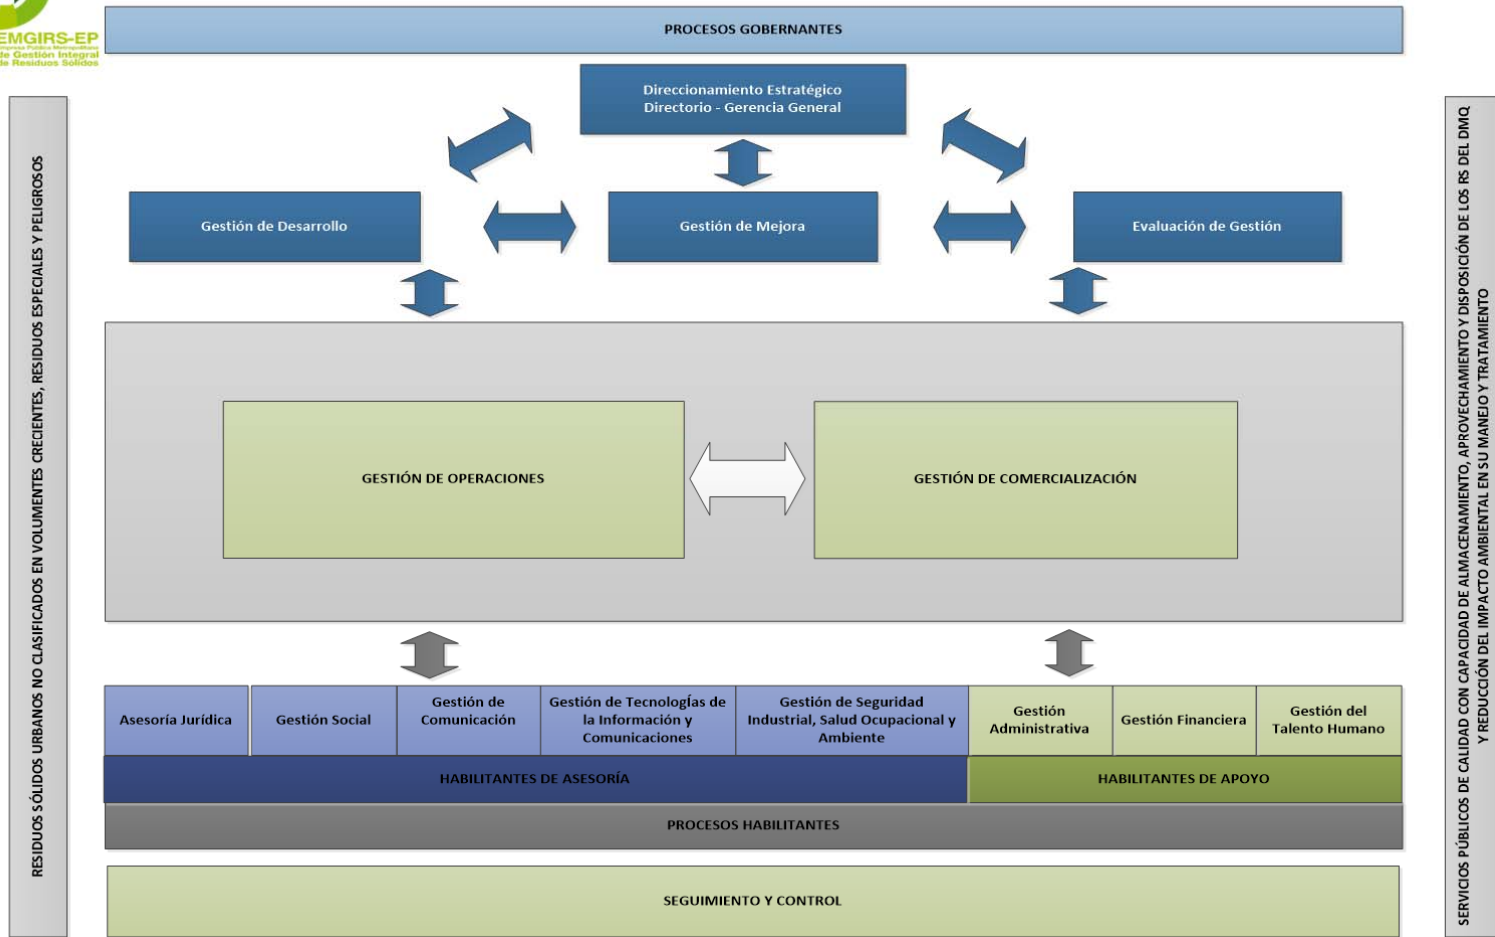 EMGIRS-EP
Empresa Pública Metropolitana
de Gestión Integral
de Residuos Sólidos
PROCESOS GOBERNANTES
Direccionamiento Estratégico
Directorio - Gerencia General
Gestión de Desarrollo
Gestión de Mejora
Evaluación de Gestión
RESIDUOS SÓLIDOS URBANOS NO CLASIFICADOS EN VOLUMENTES CRECIENTES, RESIDUOS ESPECIALES Y PELIGROSOS
GESTIÓN DE OPERACIONES
GESTIÓN DE COMERCIALIZACIÓN
SERVICIOS PÚBLICOS DE CALIDAD CON CAPACIDAD DE ALMACENAMIENTO, APROVECHAMIENTO Y DISPOSICIÓN DE LOS RS DEL DMQ
Y REDUCCIÓN DEL IMPACTO AMBIENTAL EN SU MANEJO Y TRATAMIENTO
Asesoría Jurídica
Gestión Social
Gestión de
Comunicación
Gestión de Tecnologías de
la Información y
Comunicaciones
Gestión de Seguridad
Industrial, Salud Ocupacional y
Ambiente
Gestión
Administrativa
Gestión Financiera
Gestión del
Talento Humano
HABILITANTES DE ASESORÍA
HABILITANTES DE APOYO
PROCESOS HABILITANTES
SEGUIMIENTO Y CONTROL